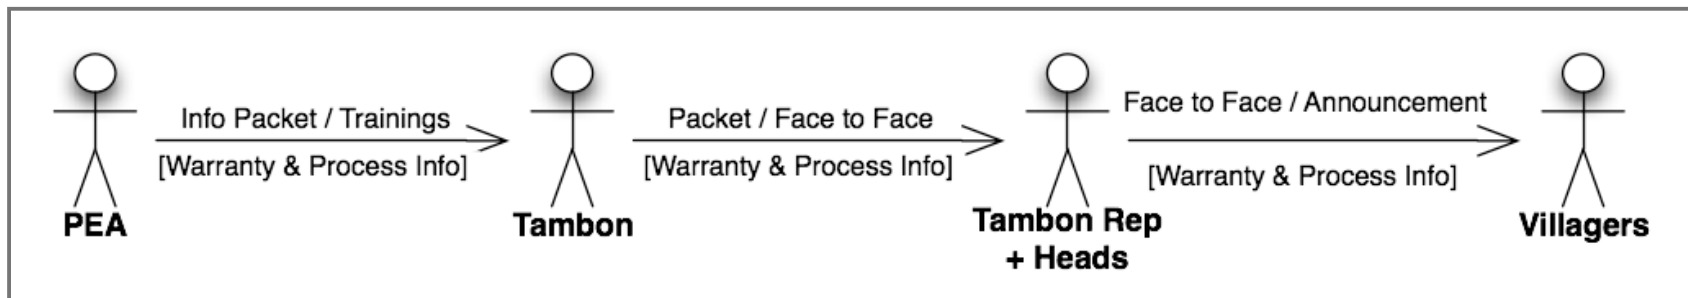 Info Packet / Trainings
[Warranty & Process Info]
Packet / Face to Face
[Warranty & Process Info]
Face to Face / Announcement
[Warranty & Process Info]
PEA
Tambon
Tambon Rep
+ Heads
Villagers